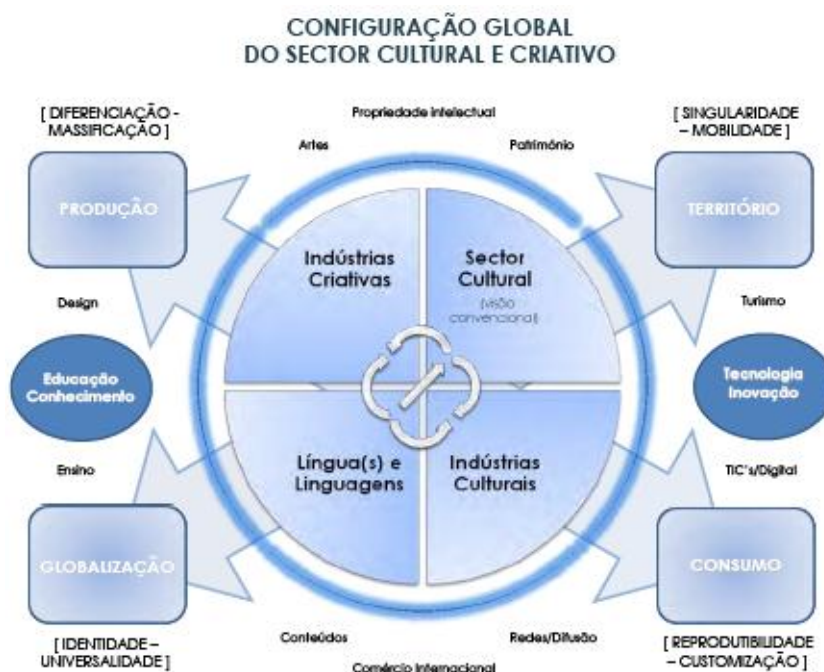 CONFIGURAÇÃO GLOBAL
DO SECTOR CULTURAL E CRIATIVO
[ DIFERENCIAÇÃO -
MASSIFICAÇÃO ]
Propriedade intelectual
[ SINGULARIDADE
– MOBILIDADE ]
Artes
Património
PRODUÇÃO
TERRITÓRIO
Indústrias
Criativas
Sector
Cultural
(visão
convencional)
Design
Turismo
Educação
Conhecimento
Tecnologia
Inovação
Ensino
TIC's/Digital
Língua(s) e
Linguagens
Indústrias
Culturais
GLOBALIZAÇÃO
CONSUMO
[ IDENTIDADE –
UNIVERSALIDADE ]
Conteúdos
Redes/Difusão
[ REPRODUTIBILIDADE
– CUSTOMIZAÇÃO ]
Comércio Internacional